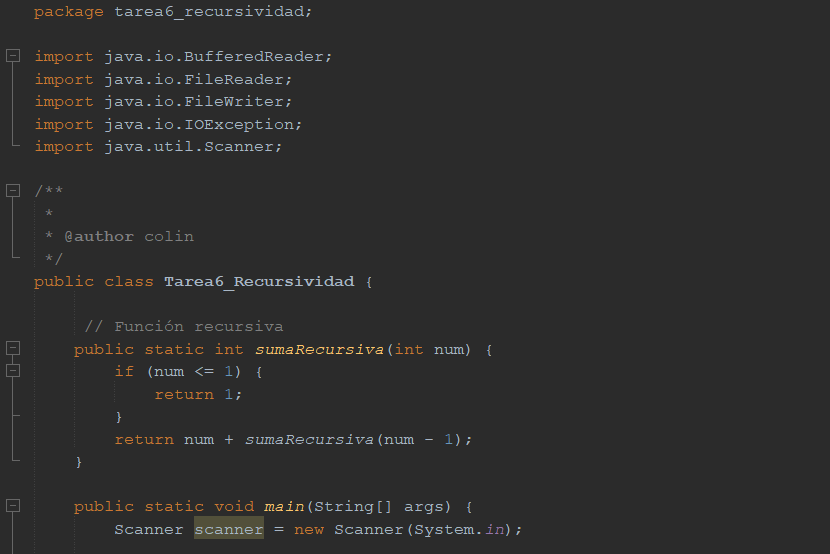 package tarea6_recursividad;
import java.io.BufferedReader;
import java.io.FileReader;
import java.io.FileWriter;
import java.io.IOException;
import java.util.Scanner;
/**
 *
 * @author colin
 */
public class Tarea6_Recursividad {
// Función recursiva
public static int sumaRecursiva(int num) {
if (num <= 1) {
return 1;
}
return num + sumaRecursiva(num - 1);
}
public static void main(String[] args) {
Scanner scanner = new Scanner(System.in);